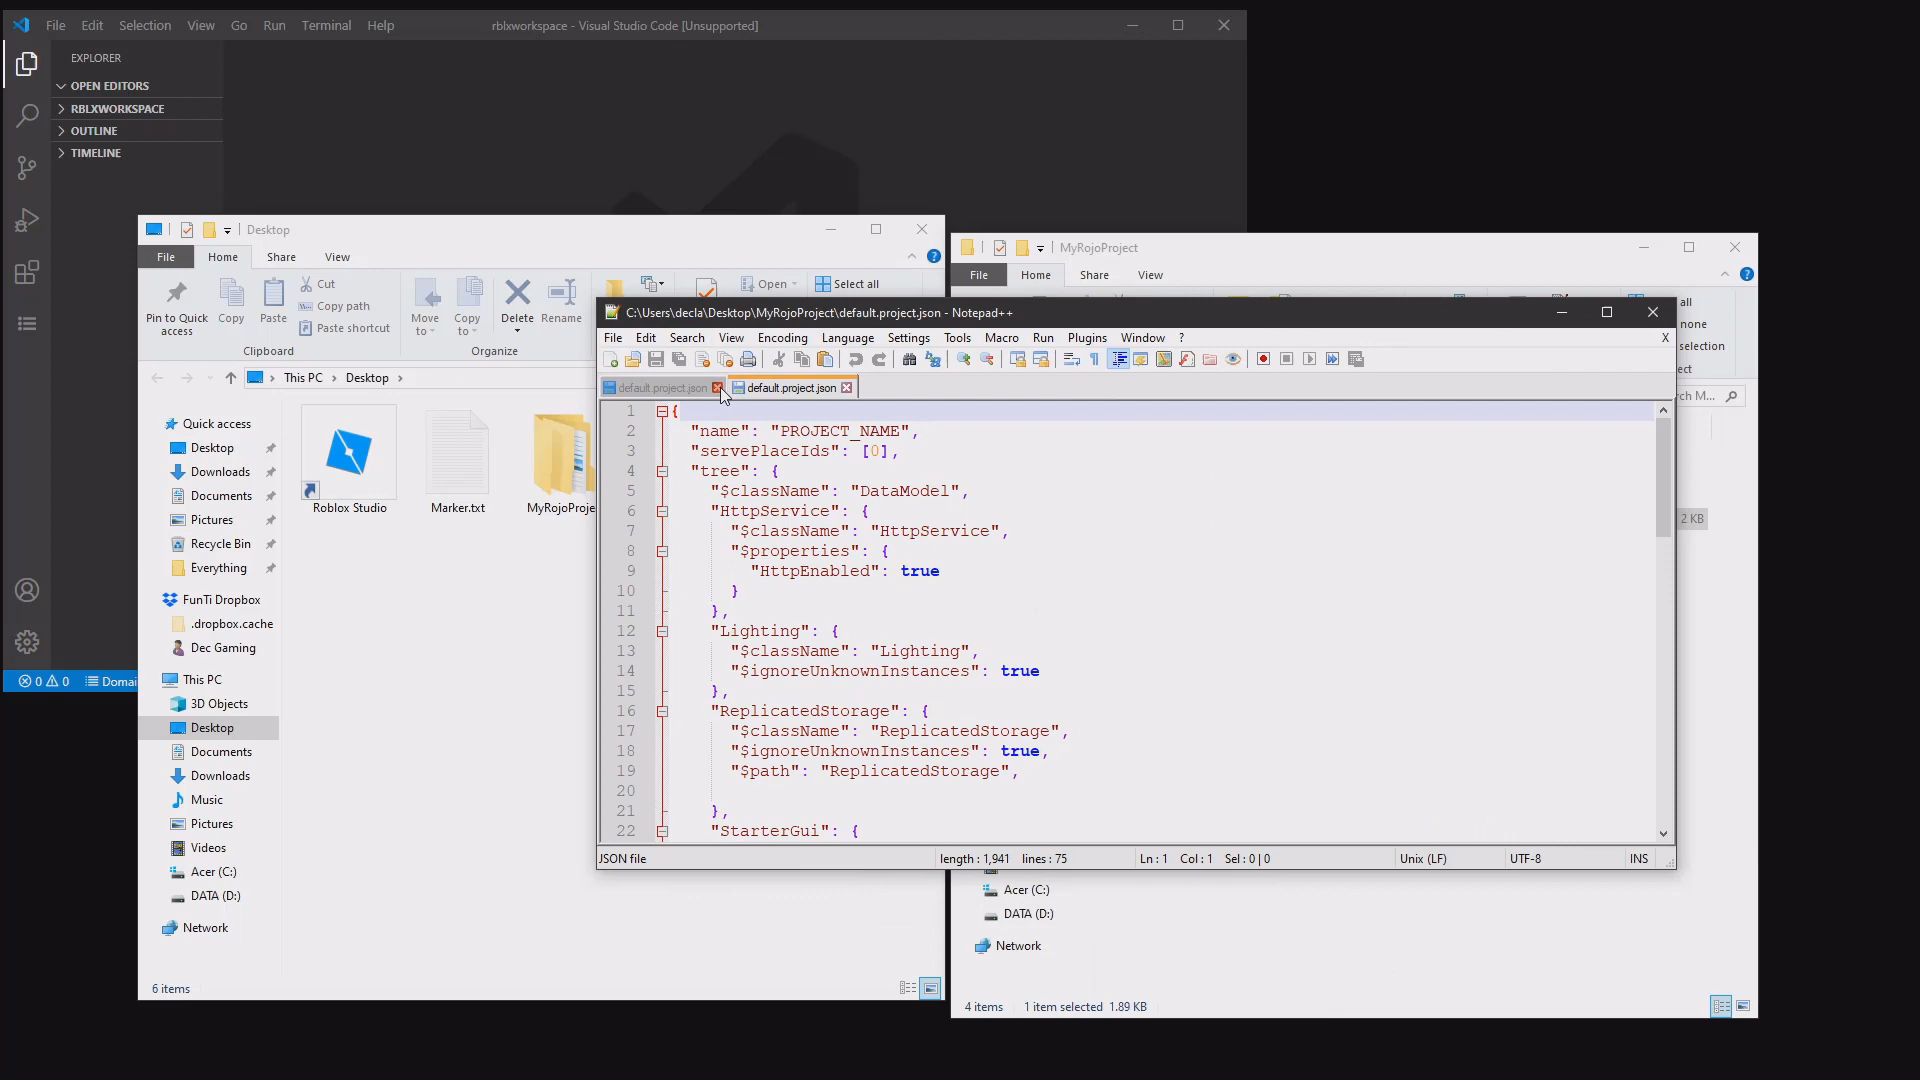 File Edit Selection View Go Run Terminal Help
rblxworkspace - Visual Studio Code [Unsupported]
EXPLORER
OPEN EDITORS
RBLXWORKSPACE
OUTLINE
TIMELINE
0 0 Domai
Desktop
File Home Share View
Pin to Quick access
Copy
Paste
Cut
Copy path
Paste shortcut
Clipboard
Move to
Copy to
Delete
Rename
Organize
Open
Select all
This PC Desktop
Quick access
Desktop
Downloads
Documents
Pictures
Recycle Bin
Everything
FunTi Dropbox
.dropbox.cache
Dec Gaming
This PC
3D Objects
Desktop
Documents
Downloads
Music
Pictures
Videos
Acer (C:)
DATA (D:)
Network
Roblox Studio
Marker.txt
MyRojoProje
6 items
MyRojoProject
File Home Share View
all
none
selection
ect
ch M...
2 KB
Acer (C:)
DATA (D:)
Network
4 items 1 item selected 1.89 KB
C:\Users\decla\Desktop\MyRojoProject\default.project.json - Notepad++
File Edit Search View Encoding Language Settings Tools Macro Run Plugins Window ? X
default.project.json default.project.json
1 {
2 "name": "PROJECT_NAME",
3 "servePlaceIds": [0],
4 "tree": {
5 "$className": "DataModel",
6 "HttpService": {
7 "$className": "HttpService",
8 "$properties": {
9 "HttpEnabled": true
10 }
11 },
12 "Lighting": {
13 "$className": "Lighting",
14 "$ignoreUnknownInstances": true
15 },
16 "ReplicatedStorage": {
17 "$className": "ReplicatedStorage",
18 "$ignoreUnknownInstances": true,
19 "$path": "ReplicatedStorage",
20
21 },
22 "StarterGui": {
JSON file length : 1,941 lines : 75 Ln : 1 Col : 1 Sel : 0 | 0 Unix (LF) UTF-8 INS